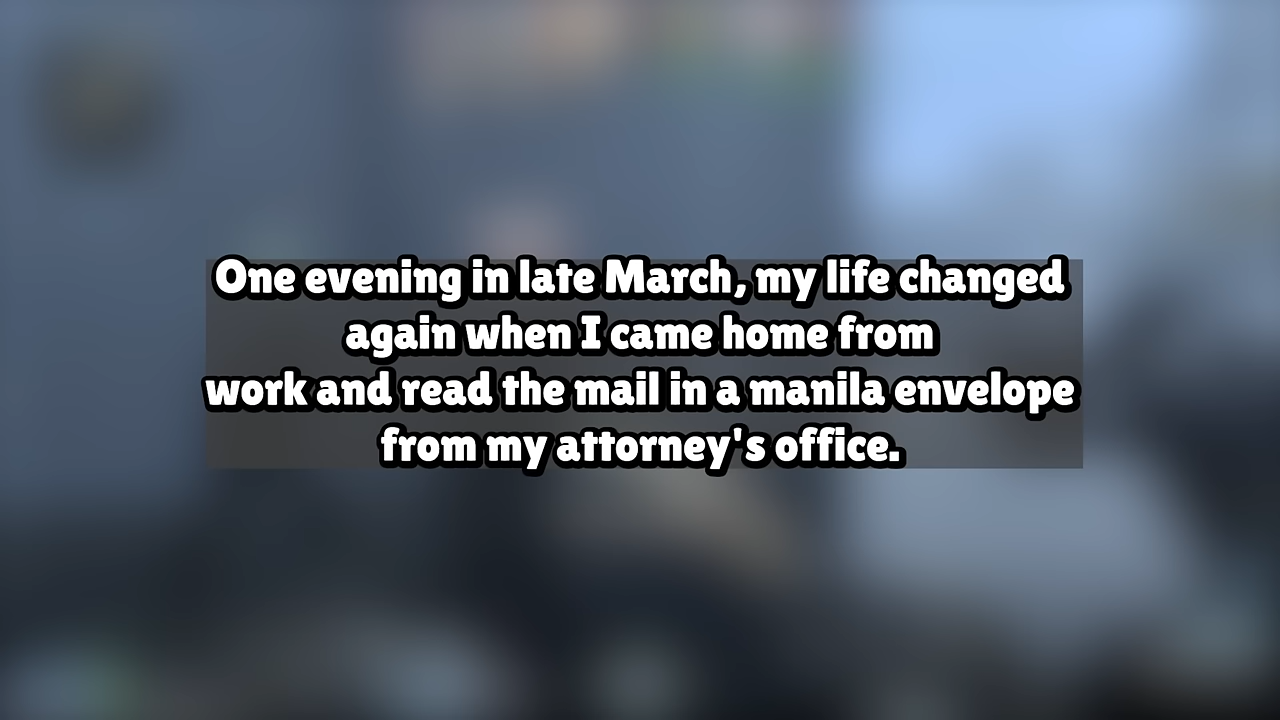 One evening in late March, my life changed
again when I came home from
work and read the mail in a manila envelope
from my attorney's office.